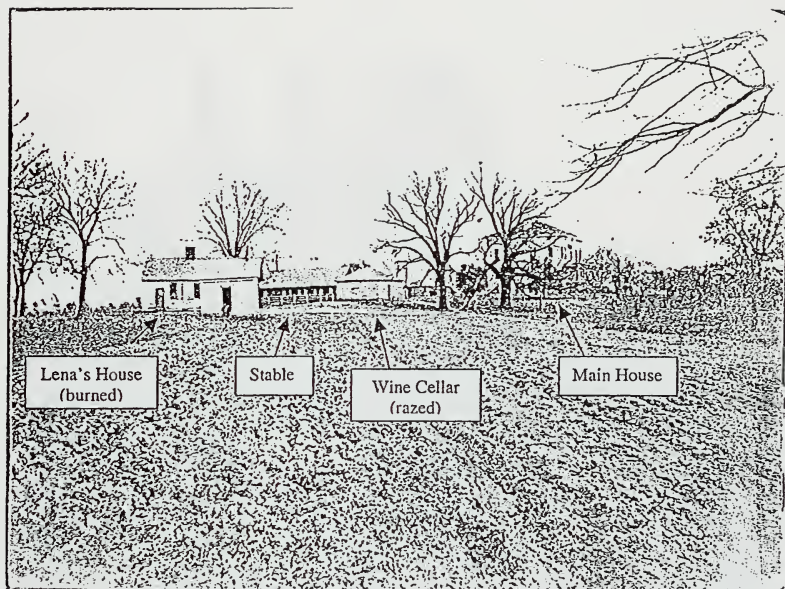 Lena's House
(burned)
Stable
Wine Cellar
(razed)
Main House